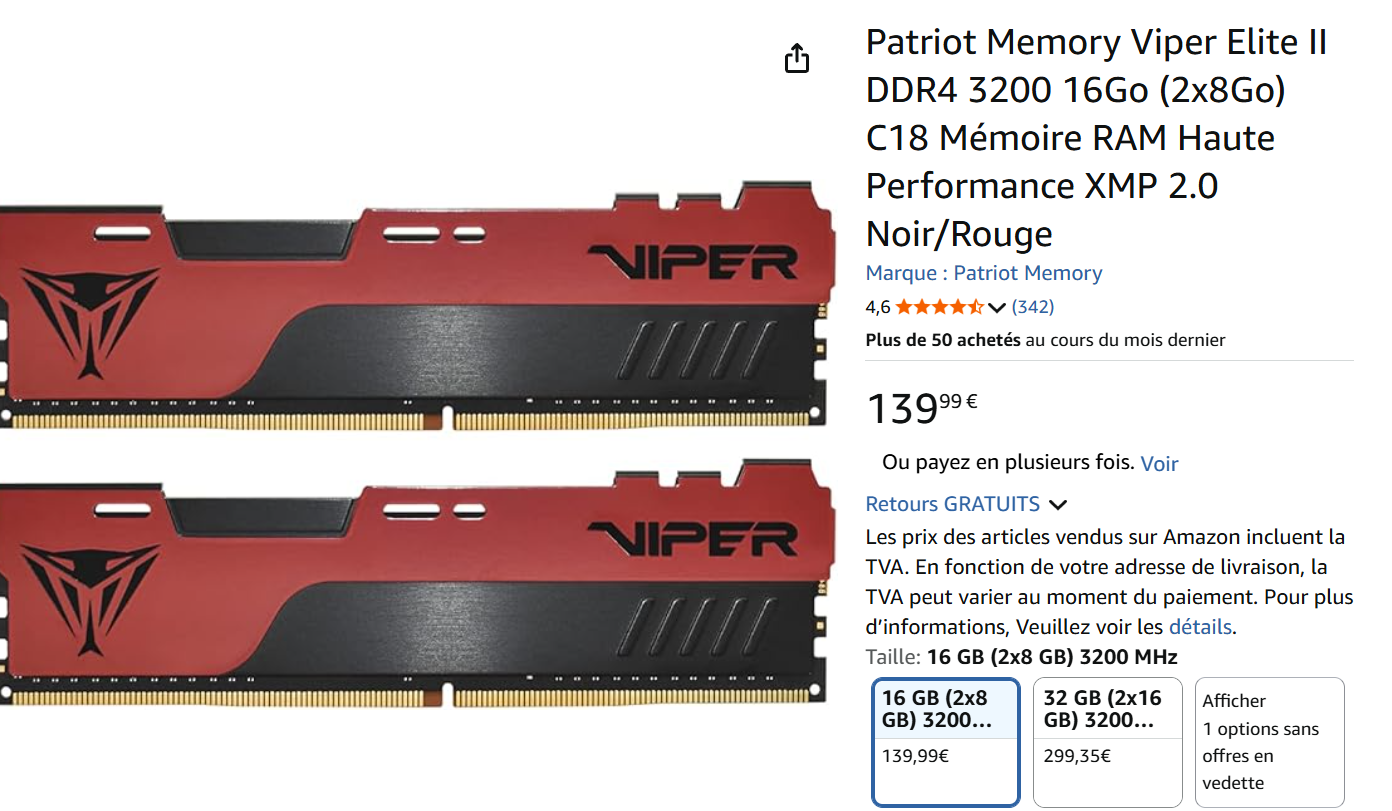 Patriot Memory Viper Elite II
DDR4 3200 16Go (2x8Go)
C18 Mémoire RAM Haute
Performance XMP 2.0
Noir/Rouge
Marque : Patriot Memory
4,6 (342)
Plus de 50 achetés au cours du mois dernier
139,99 €
Ou payez en plusieurs fois. Voir
Retours GRATUITS
Les prix des articles vendus sur Amazon incluent la
TVA. En fonction de votre adresse de livraison, la
TVA peut varier au moment du paiement. Pour plus
d’informations, Veuillez voir les détails.
Taille: 16 GB (2x8 GB) 3200 MHz
16 GB (2x8
GB) 3200...
139,99€
32 GB (2x16
GB) 3200...
299,35€
Afficher
1 options sans
offres en
vedette
VIPER
VIPER